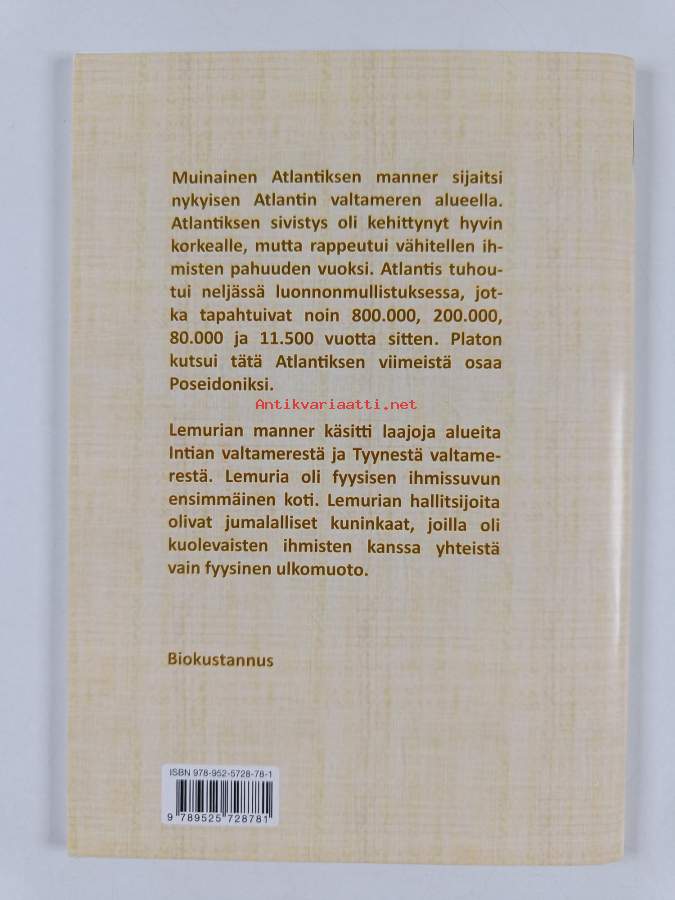 Muinainen Atlantiksen manner sijaitsi
nykyisen Atlantin valtameren alueella.
Atlantiksen sivistys oli kehittynyt hyvin
korkealle, mutta rappeutui vähitellen ih-
misten pahuuden vuoksi. Atlantis tuhou-
tui neljässä luonnonmullistuksessa, jot-
ka tapahtuivat noin 800.000, 200.000,
80.000 ja 11.500 vuotta sitten. Platon
kutsui tätä Atlantiksen viimeistä osaa
Poseidoniksi.
Antikvariaatti.net
Lemurian manner käsitti laajoja alueita
Intian valtamerestä ja Tyynestä valtame-
restä. Lemuria oli fyysisen ihmissuvun
ensimmäinen koti. Lemurian hallitsijoita
olivat jumalalliset kuninkaat, joilla oli
kuolevaisten ihmisten kanssa yhteistä
vain fyysinen ulkomuoto.
Biokustannus
ISBN 978-952-5728-78-1
9 789525 728781